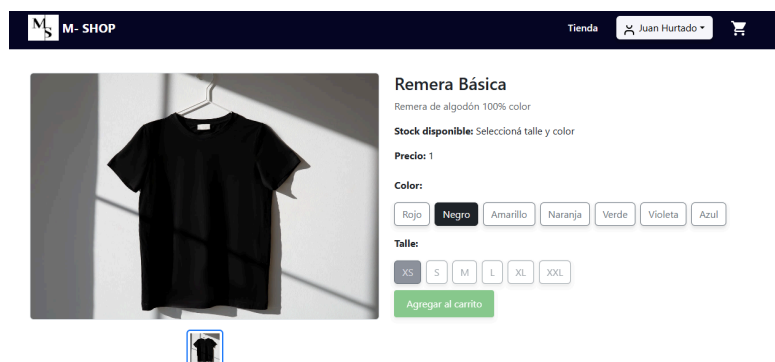 M S M- SHOP
Tienda Juan Hurtado
Remera Básica
Remera de algodón 100% color
Stock disponible: Seleccioná talle y color
Precio: 1
Color:
Rojo Negro Amarillo Naranja Verde Violeta Azul
Talle:
XS S M L XL XXL
Agregar al carrito